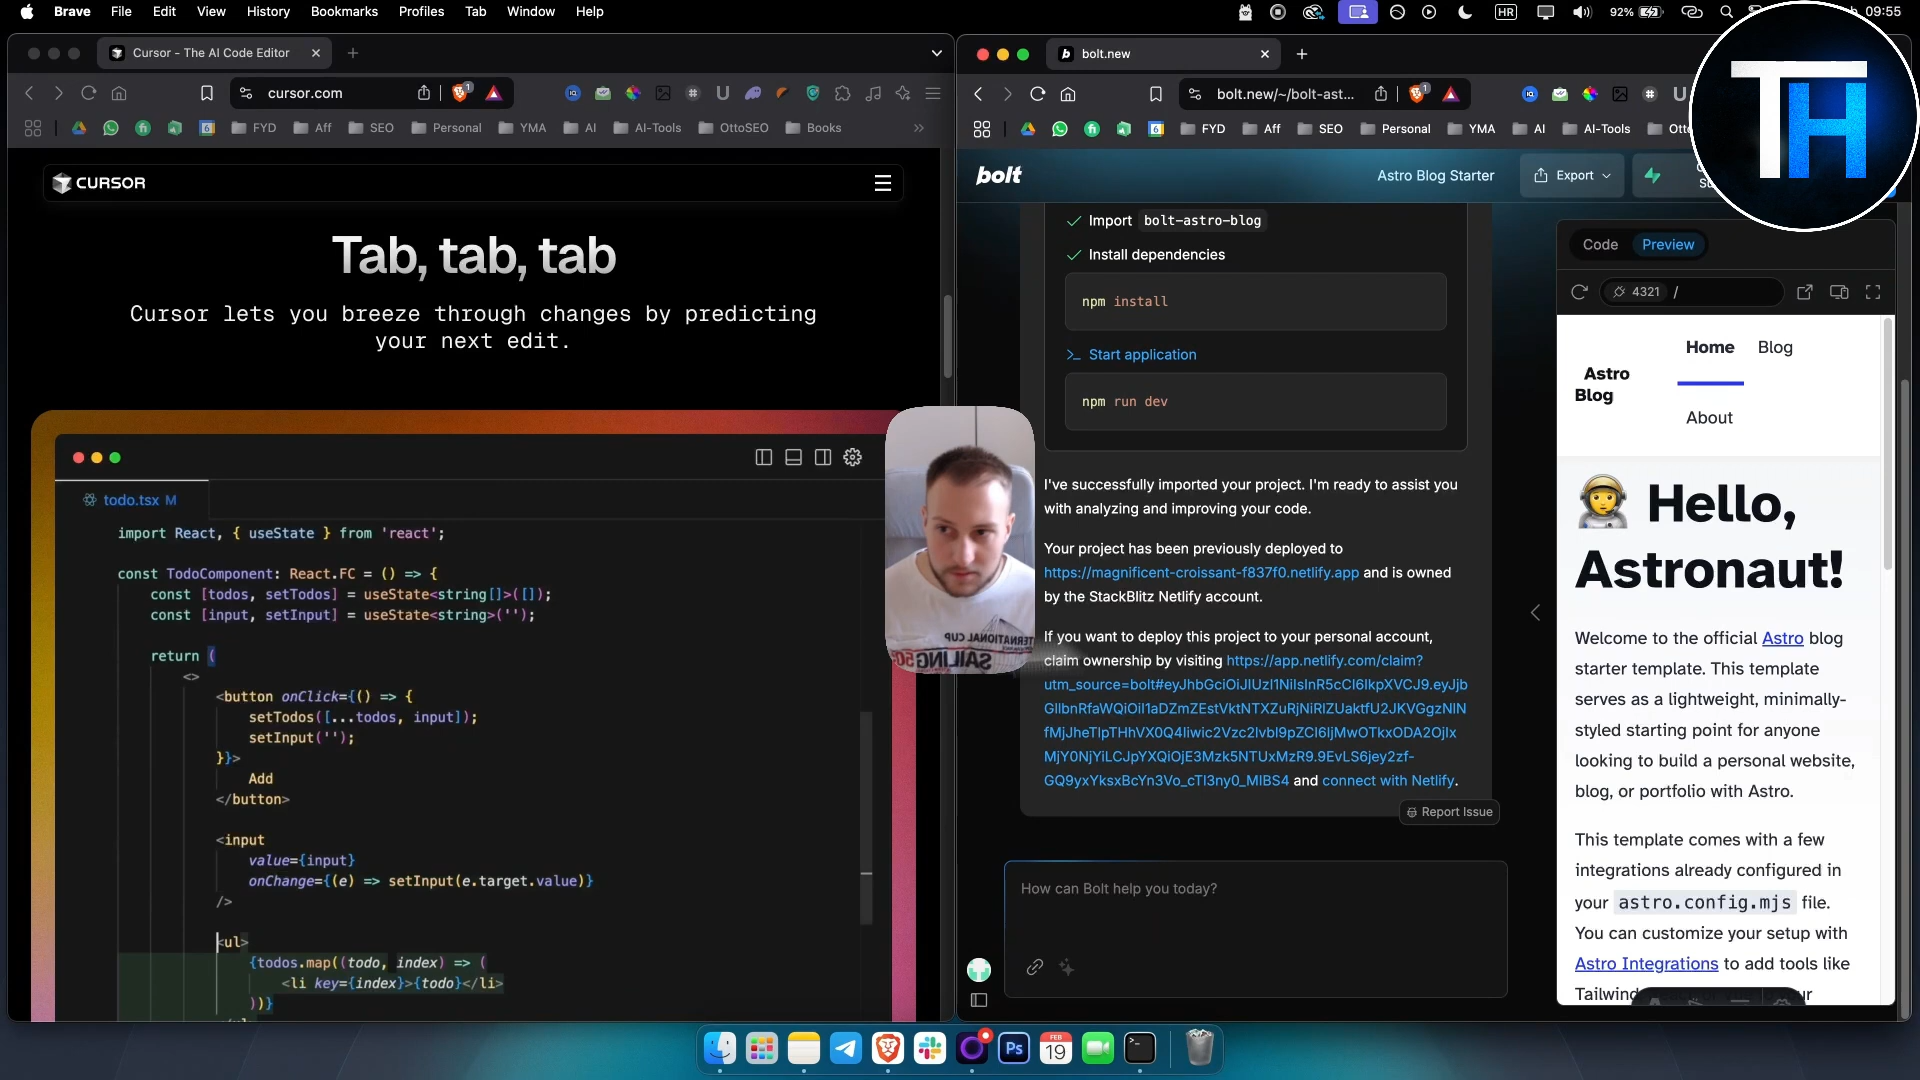 Brave File Edit View History Bookmarks Profiles Tab Window Help
HR
92%
09:55
Cursor - The AI Code Editor
cursor.com
1
6
FYD Aff SEO Personal YMA AI AI-Tools OttoSEO Books
CURSOR
Tab, tab, tab
Cursor lets you breeze through changes by predicting
your next edit.
todo.tsx M
import React, { useState } from 'react';
const TodoComponent: React.FC = () => {
const [todos, setTodos] = useState<string[]>([]);
const [input, setInput] = useState<string>('');
return (
<>
<button onClick={() => {
setTodos([...todos, input]);
setInput('');
}}>
Add
</button>
<input
value={input}
onChange={(e) => setInput(e.target.value)}
/>
<ul>
{todos.map((todo, index) => (
<li key={index}>{todo}</li>
))}
bolt.new
bolt.new/~/bolt-ast...
1
6
FYD Aff SEO Personal YMA AI AI-Tools
TH
bolt
Astro Blog Starter
Export
Import bolt-astro-blog
Install dependencies
npm install
Start application
npm run dev
I've successfully imported your project. I'm ready to assist you
with analyzing and improving your code.
Your project has been previously deployed to
https://magnificent-croissant-f837f0.netlify.app and is owned
by the StackBlitz Netlify account.
If you want to deploy this project to your personal account,
claim ownership by visiting https://app.netlify.com/claim?
and connect with Netlify.
Report Issue
How can Bolt help you today?
Code Preview
4321 /
Home Blog
Astro
Blog
About
Hello,
Astronaut!
Welcome to the official Astro blog
starter template. This template
serves as a lightweight, minimally-
styled starting point for anyone
looking to build a personal website,
blog, or portfolio with Astro.
This template comes with a few
integrations already configured in
your astro.config.mjs file.
You can customize your setup with
Astro Integrations to add tools like
Tailwind
SAILING
Ps
FEB
19